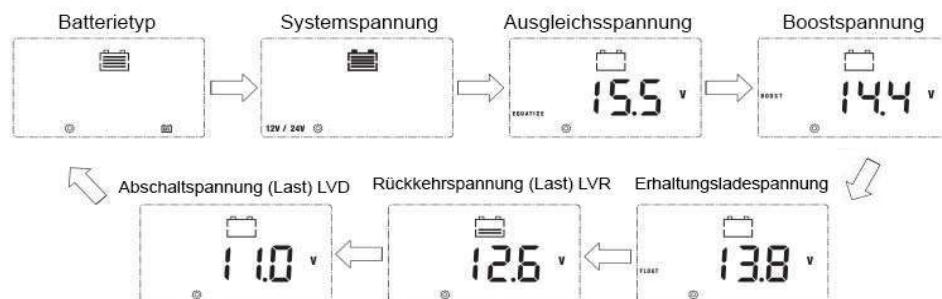 Batterietyp
Systemspannung
Ausgleichsspannung
Boostspannung
12V / 24V
EQUATIZE
15.5 V
BOOST
14.4 V
Abschaltspannung (Last) LVD
Rückkehrspannung (Last) LVR
Erhaltungsladespannung
11.0 V
12.6 V
FLOAT
13.8 V